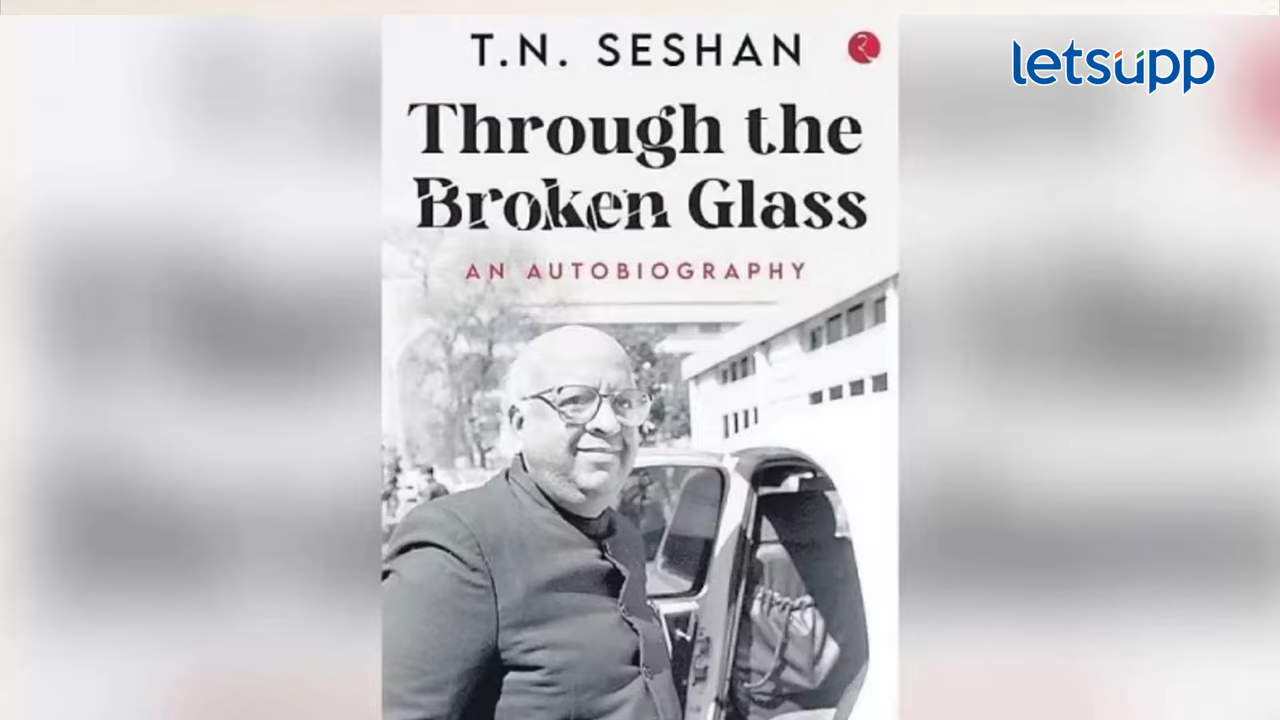 T.N. SESHAN
letsupp
Through the
Broken Glass
AN AUTOBIOGRAPHY